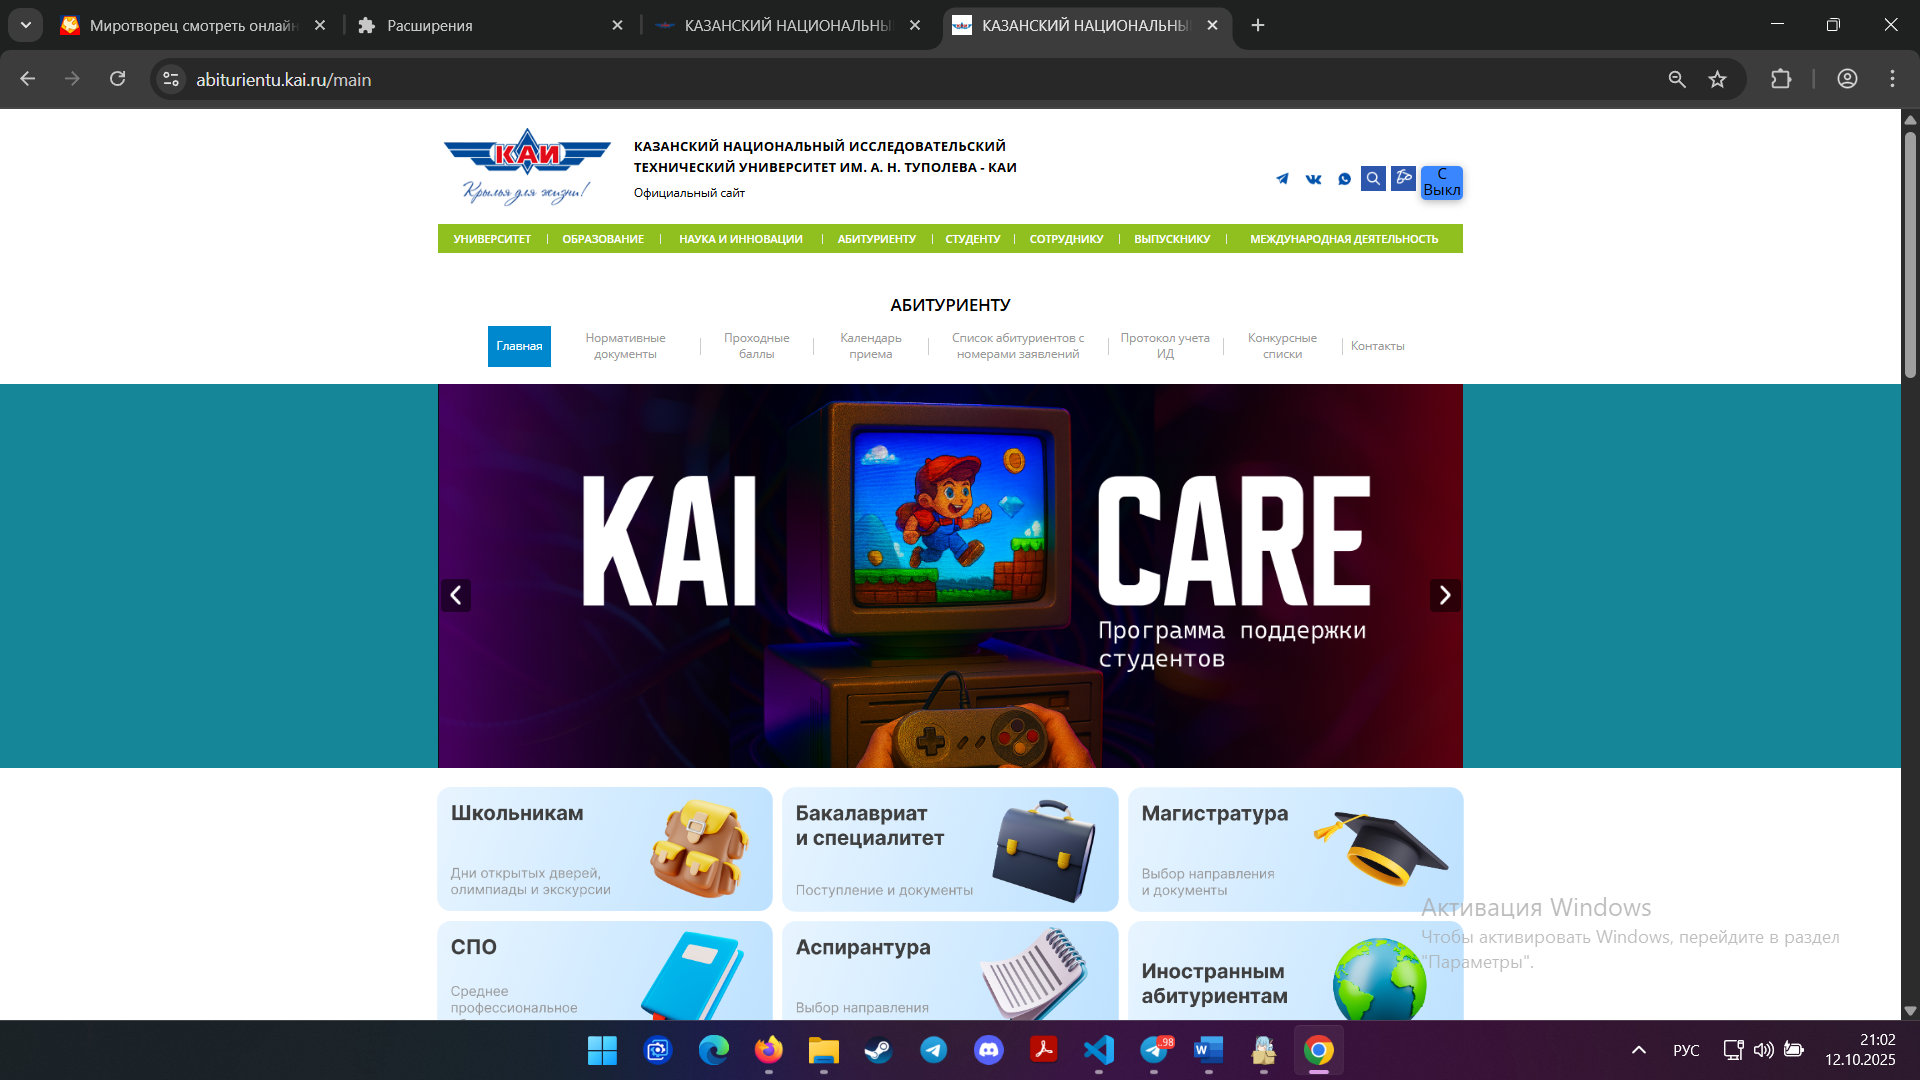 Миротворец смотреть онлайн
Расширения
КАЗАНСКИЙ НАЦИОНАЛЬНЫ
КАЗАНСКИЙ НАЦИОНАЛЬНЫ
abiturientu.kai.ru/main
КАИ
Крылья для жизни!
КАЗАНСКИЙ НАЦИОНАЛЬНЫЙ ИССЛЕДОВАТЕЛЬСКИЙ
ТЕХНИЧЕСКИЙ УНИВЕРСИТЕТ ИМ. А. Н. ТУПОЛЕВА - КАИ
Официальный сайт
С
Выкл
УНИВЕРСИТЕТ
ОБРАЗОВАНИЕ
НАУКА И ИННОВАЦИИ
АБИТУРИЕНТУ
СТУДЕНТУ
СОТРУДНИКУ
ВЫПУСКНИКУ
МЕЖДУНАРОДНАЯ ДЕЯТЕЛЬНОСТЬ
АБИТУРИЕНТУ
Главная
Нормативные
документы
Проходные
баллы
Календарь
приема
Список абитуриентов с
номерами заявлений
Протокол учета
ИД
Конкурсные
списки
Контакты
KAI
CARE
Программа поддержки
студентов
Школьникам
Дни открытых дверей,
олимпиады и экскурсии
Бакалавриат
и специалитет
Поступление и документы
Магистратура
Выбор направления
и документы
СПО
Среднее
профессиональное
Аспирантура
Выбор направления
Иностранным
абитуриентам
Активация Windows
Чтобы активировать Windows, перейдите в раздел
"Параметры".
98
W
РУС
21:02
12.10.2025